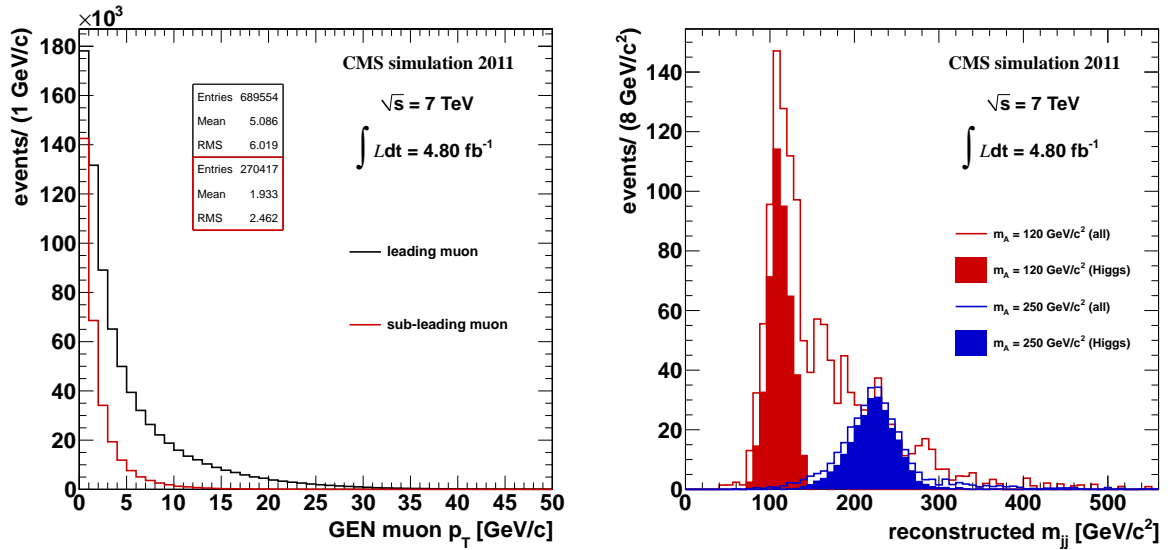 ×10³
events/ (1 GeV/c)
180
160
140
120
100
80
60
40
20
0
0 5 10 15 20 25 30 35 40 45 50
GEN muon p_T [GeV/c]
CMS simulation 2011
√s = 7 TeV
∫ Ldt = 4.80 fb⁻¹
Entries 689554
Mean 5.086
RMS 6.019
Entries 270417
Mean 1.933
RMS 2.462
leading muon
sub-leading muon
events/ (8 GeV/c²)
140
120
100
80
60
40
20
0
0 100 200 300 400 500
reconstructed m_jj [GeV/c²]
CMS simulation 2011
√s = 7 TeV
∫ Ldt = 4.80 fb⁻¹
m_A = 120 GeV/c² (all)
m_A = 120 GeV/c² (Higgs)
m_A = 250 GeV/c² (all)
m_A = 250 GeV/c² (Higgs)